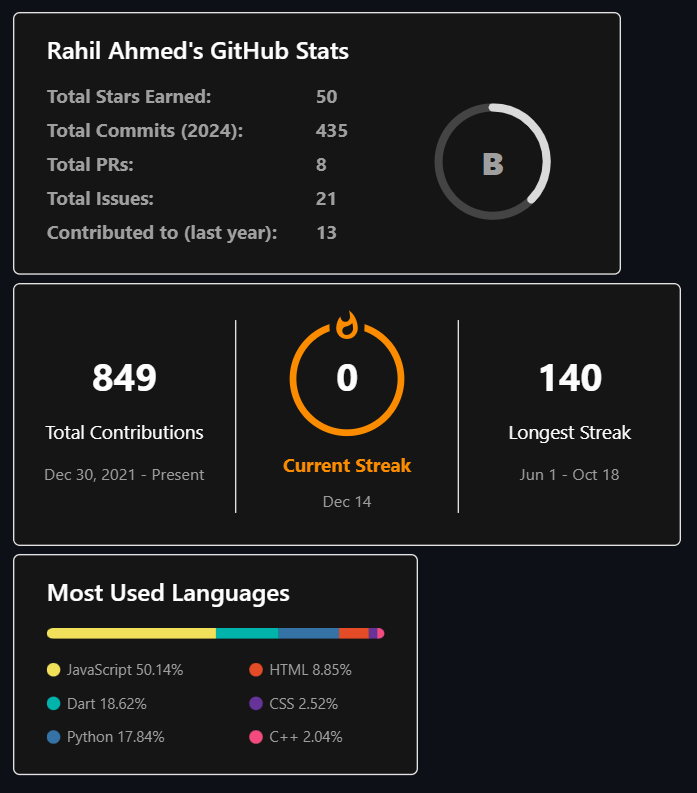 Rahil Ahmed's GitHub Stats
Total Stars Earned: 50
Total Commits (2024): 435
Total PRs: 8
Total Issues: 21
Contributed to (last year): 13
B
849
Total Contributions
Dec 30, 2021 - Present
0
Current Streak
Dec 14
140
Longest Streak
Jun 1 - Oct 18
Most Used Languages
JavaScript 50.14%
Dart 18.62%
Python 17.84%
HTML 8.85%
CSS 2.52%
C++ 2.04%